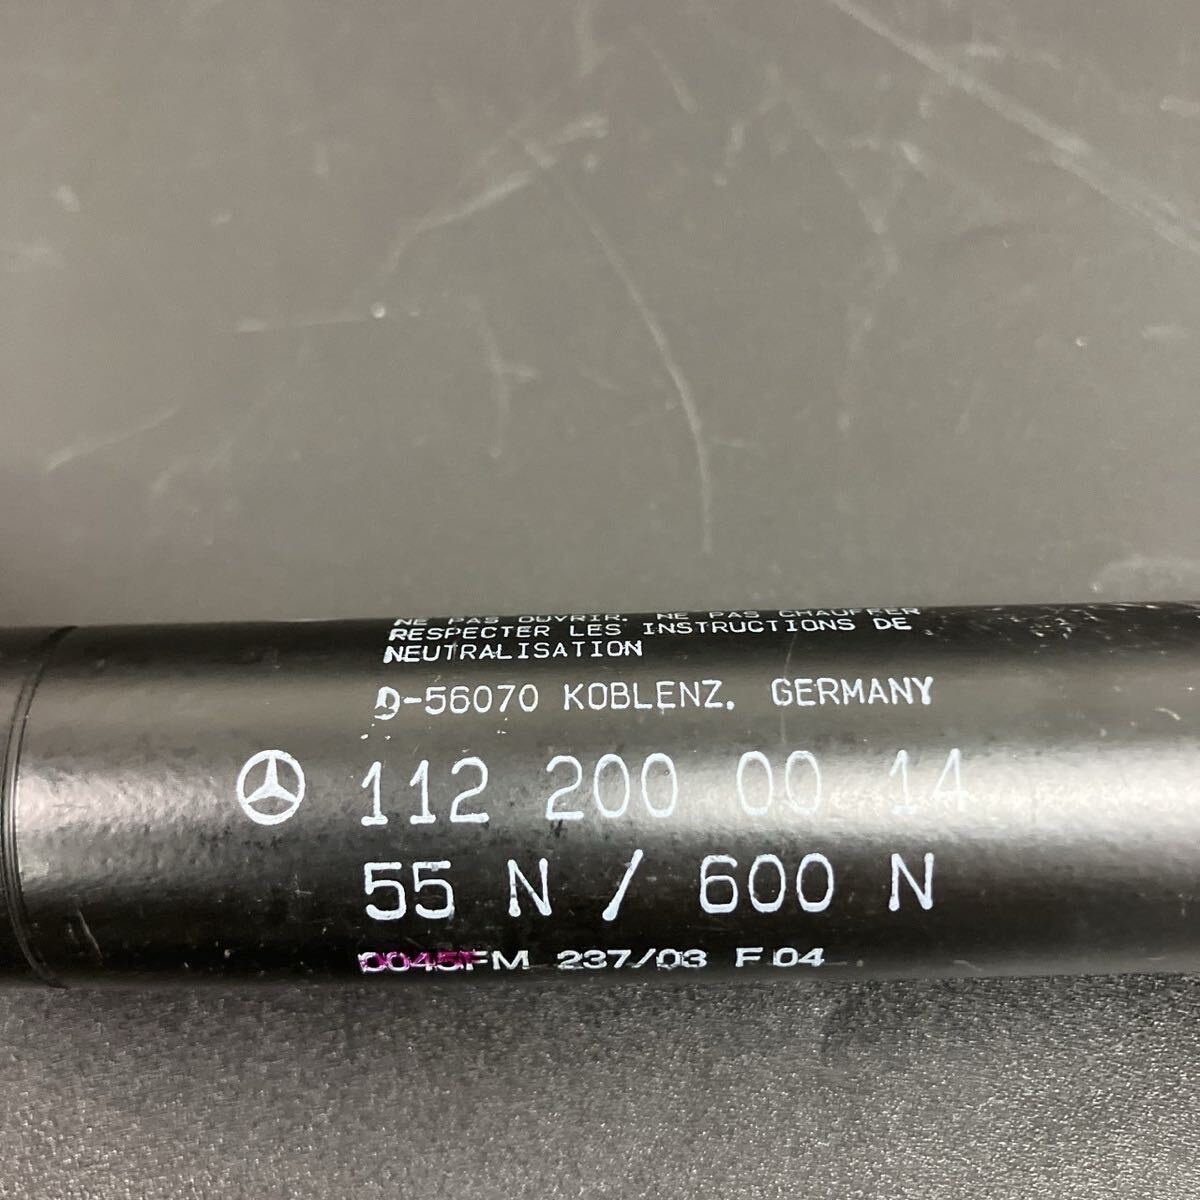 NE PAS OUVRIR. NE PAS CHAUFFER
RESPECTER LES INSTRUCTIONS DE
NEUTRALISATION
D-56070 KOBLENZ. GERMANY
112 200 00 14
55 N / 600 N
0045FM 237/03 F04